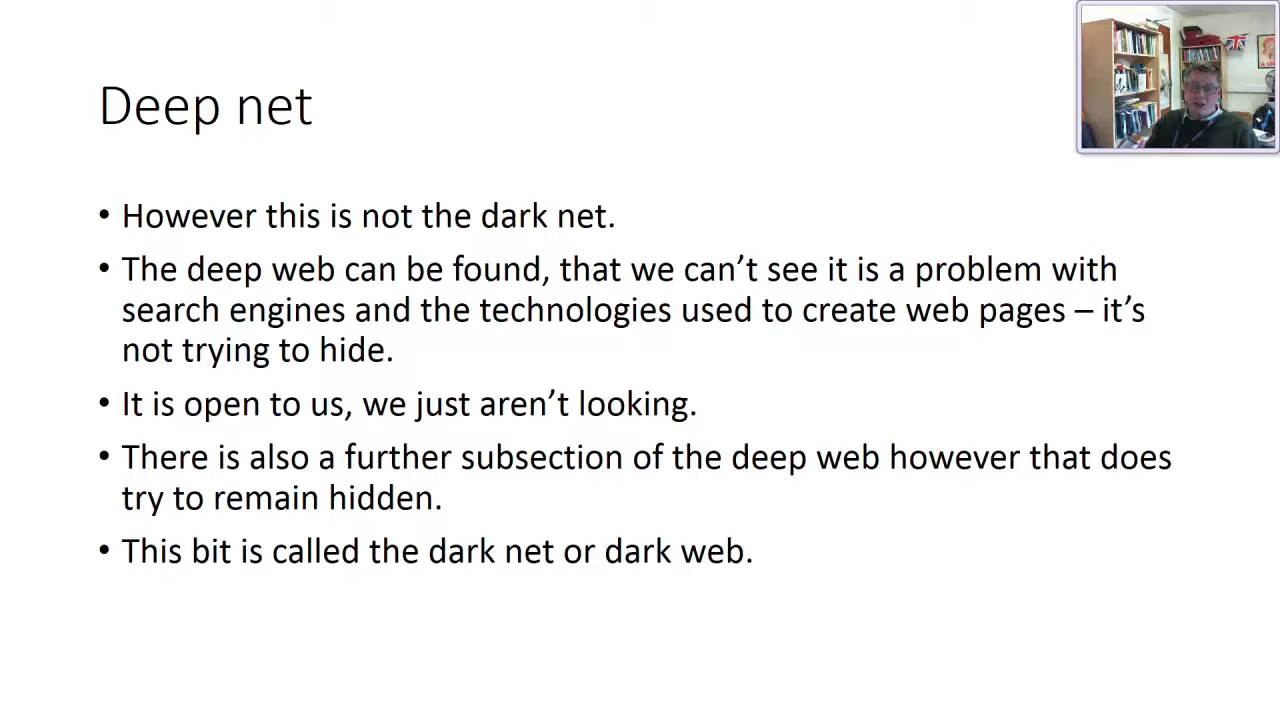 Deep net
• However this is not the dark net.
• The deep web can be found, that we can’t see it is a problem with
search engines and the technologies used to create web pages – it’s
not trying to hide.
• It is open to us, we just aren’t looking.
• There is also a further subsection of the deep web however that does
try to remain hidden.
• This bit is called the dark net or dark web.